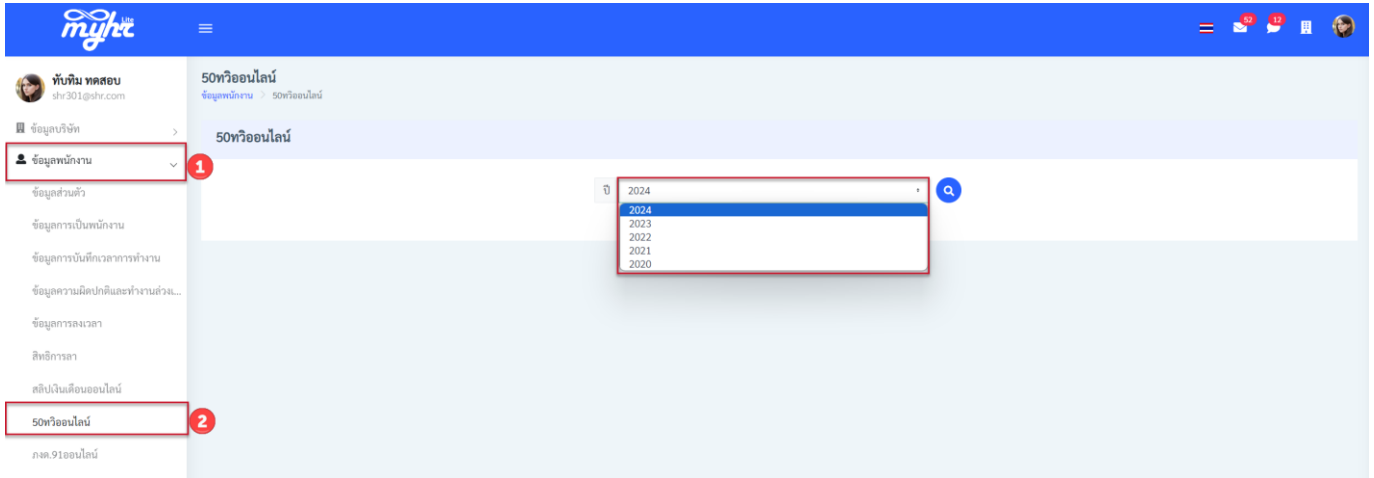 myhr Lite
52
12
ทับทิม ทดสอบ
shr301@shr.com
ข้อมูลบริษัท
ข้อมูลพนักงาน
1
ข้อมูลส่วนตัว
ข้อมูลการเป็นพนักงาน
ข้อมูลการบันทึกเวลาการทำงาน
ข้อมูลความผิดปกติและทำงานล่วงเ...
ข้อมูลการลงเวลา
สิทธิการลา
สลิปเงินเดือนออนไลน์
50ทวิออนไลน์
2
ภงด.91ออนไลน์
50ทวิออนไลน์
ข้อมูลพนักงาน > 50ทวิออนไลน์
50ทวิออนไลน์
ปี 2024
2024
2023
2022
2021
2020